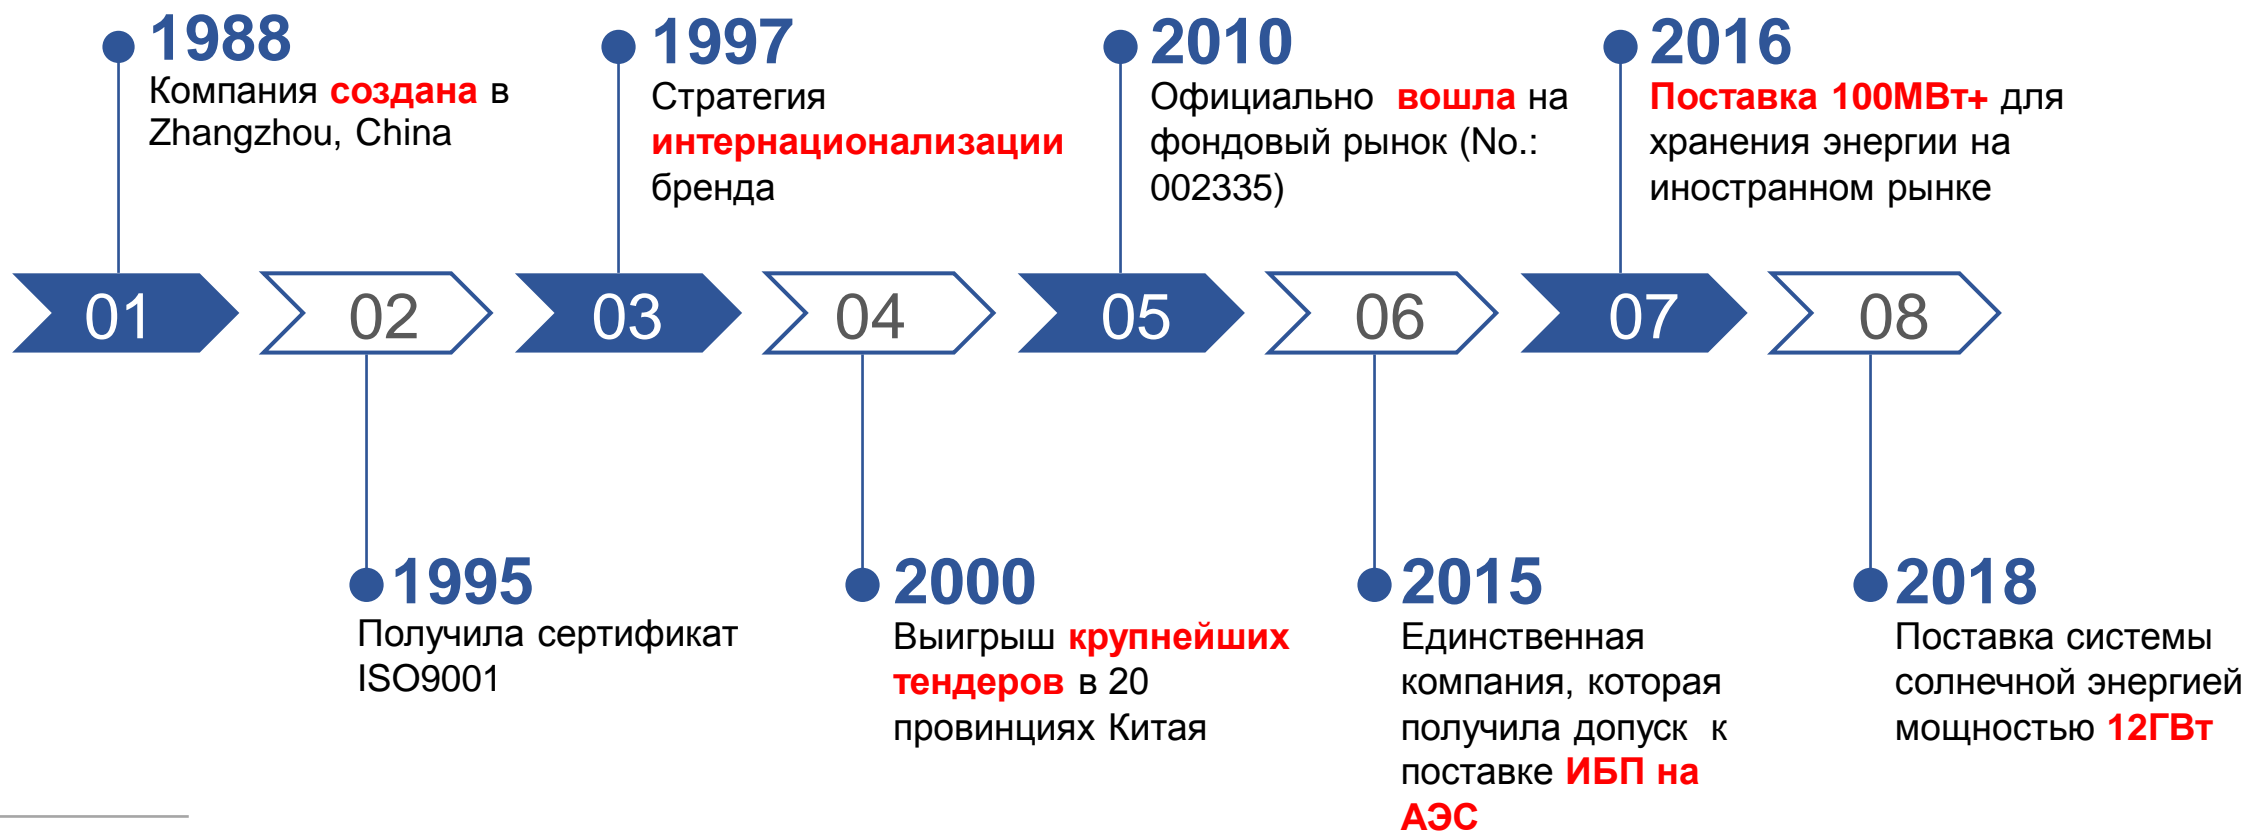 1988
Компания создана в
Zhangzhou, China
1997
Стратегия
интернационализации
бренда
2010
Официально вошла на
фондовый рынок (No.:
002335)
2016
Поставка 100МВт+ для
хранения энергии на
иностранном рынке
01
02
03
04
05
06
07
08
1995
Получила сертификат
ISO9001
2000
Выигрыш крупнейших
тендеров в 20
провинциях Китая
2015
Единственная
компания, которая
получила допуск к
поставке ИБП на
АЭС
2018
Поставка системы
солнечной энергией
мощностью 12ГВт